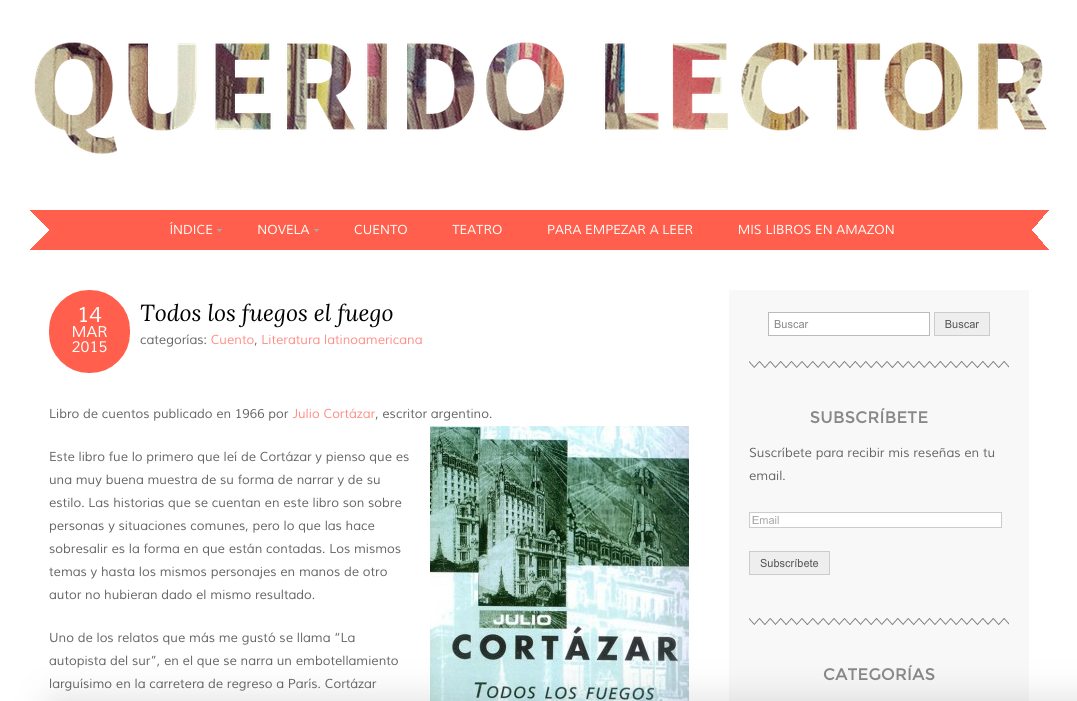 QUERIDO LECTOR
ÍNDICE
NOVELA
CUENTO
TEATRO
PARA EMPEZAR A LEER
MIS LIBROS EN AMAZON
14
MAR
2015
Todos los fuegos el fuego
categorías: Cuento, Literatura latinoamericana
Libro de cuentos publicado en 1966 por Julio Cortázar, escritor argentino.
Este libro fue lo primero que leí de Cortázar y pienso que es
una muy buena muestra de su forma de narrar y de su
estilo. Las historias que se cuentan en este libro son sobre
personas y situaciones comunes, pero lo que las hace
sobresalir es la forma en que están contadas. Los mismos
temas y hasta los mismos personajes en manos de otro
autor no hubieran dado el mismo resultado.
Uno de los relatos que más me gustó se llama “La
autopista del sur”, en el que se narra un embotellamiento
larguísimo en la carretera de regreso a París. Cortázar
JULIO
CORTÁZAR
TODOS LOS FUEGOS
Buscar
Buscar
SUBSCRÍBETE
Suscríbete para recibir mis reseñas en tu
email.
Email
Subscríbete
CATEGORÍAS